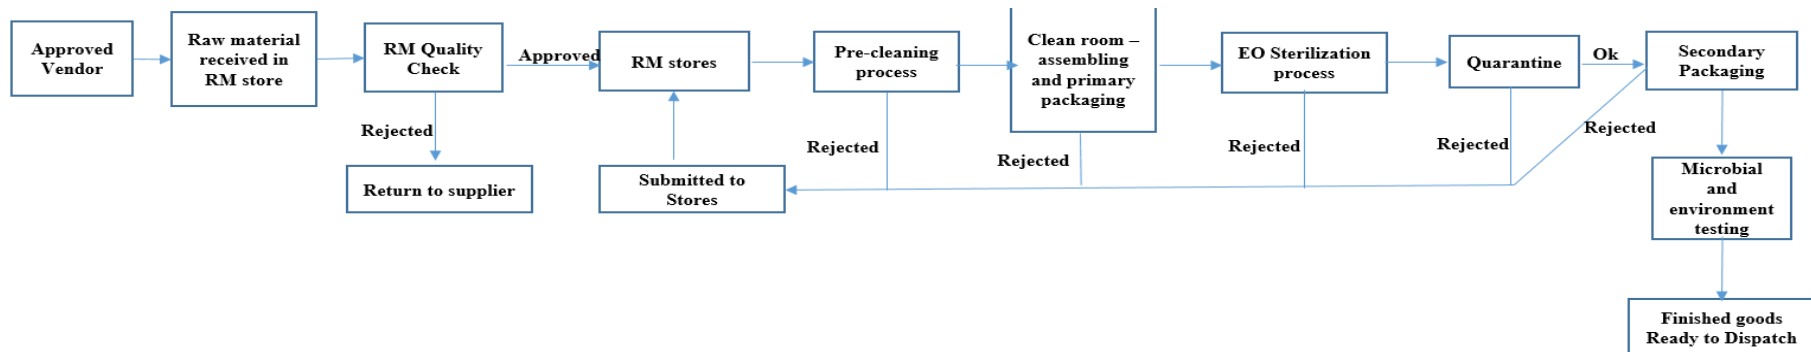 Approved
Vendor
Raw material
received in
RM store
RM Quality
Check
Approved
RM stores
Pre-cleaning
process
Clean room –
assembling
and primary
packaging
EO Sterilization
process
Quarantine
Ok
Secondary
Packaging
Rejected
Return to supplier
Submitted to
Stores
Rejected
Rejected
Rejected
Rejected
Rejected
Microbial
and
environment
testing
Finished goods
Ready to Dispatch